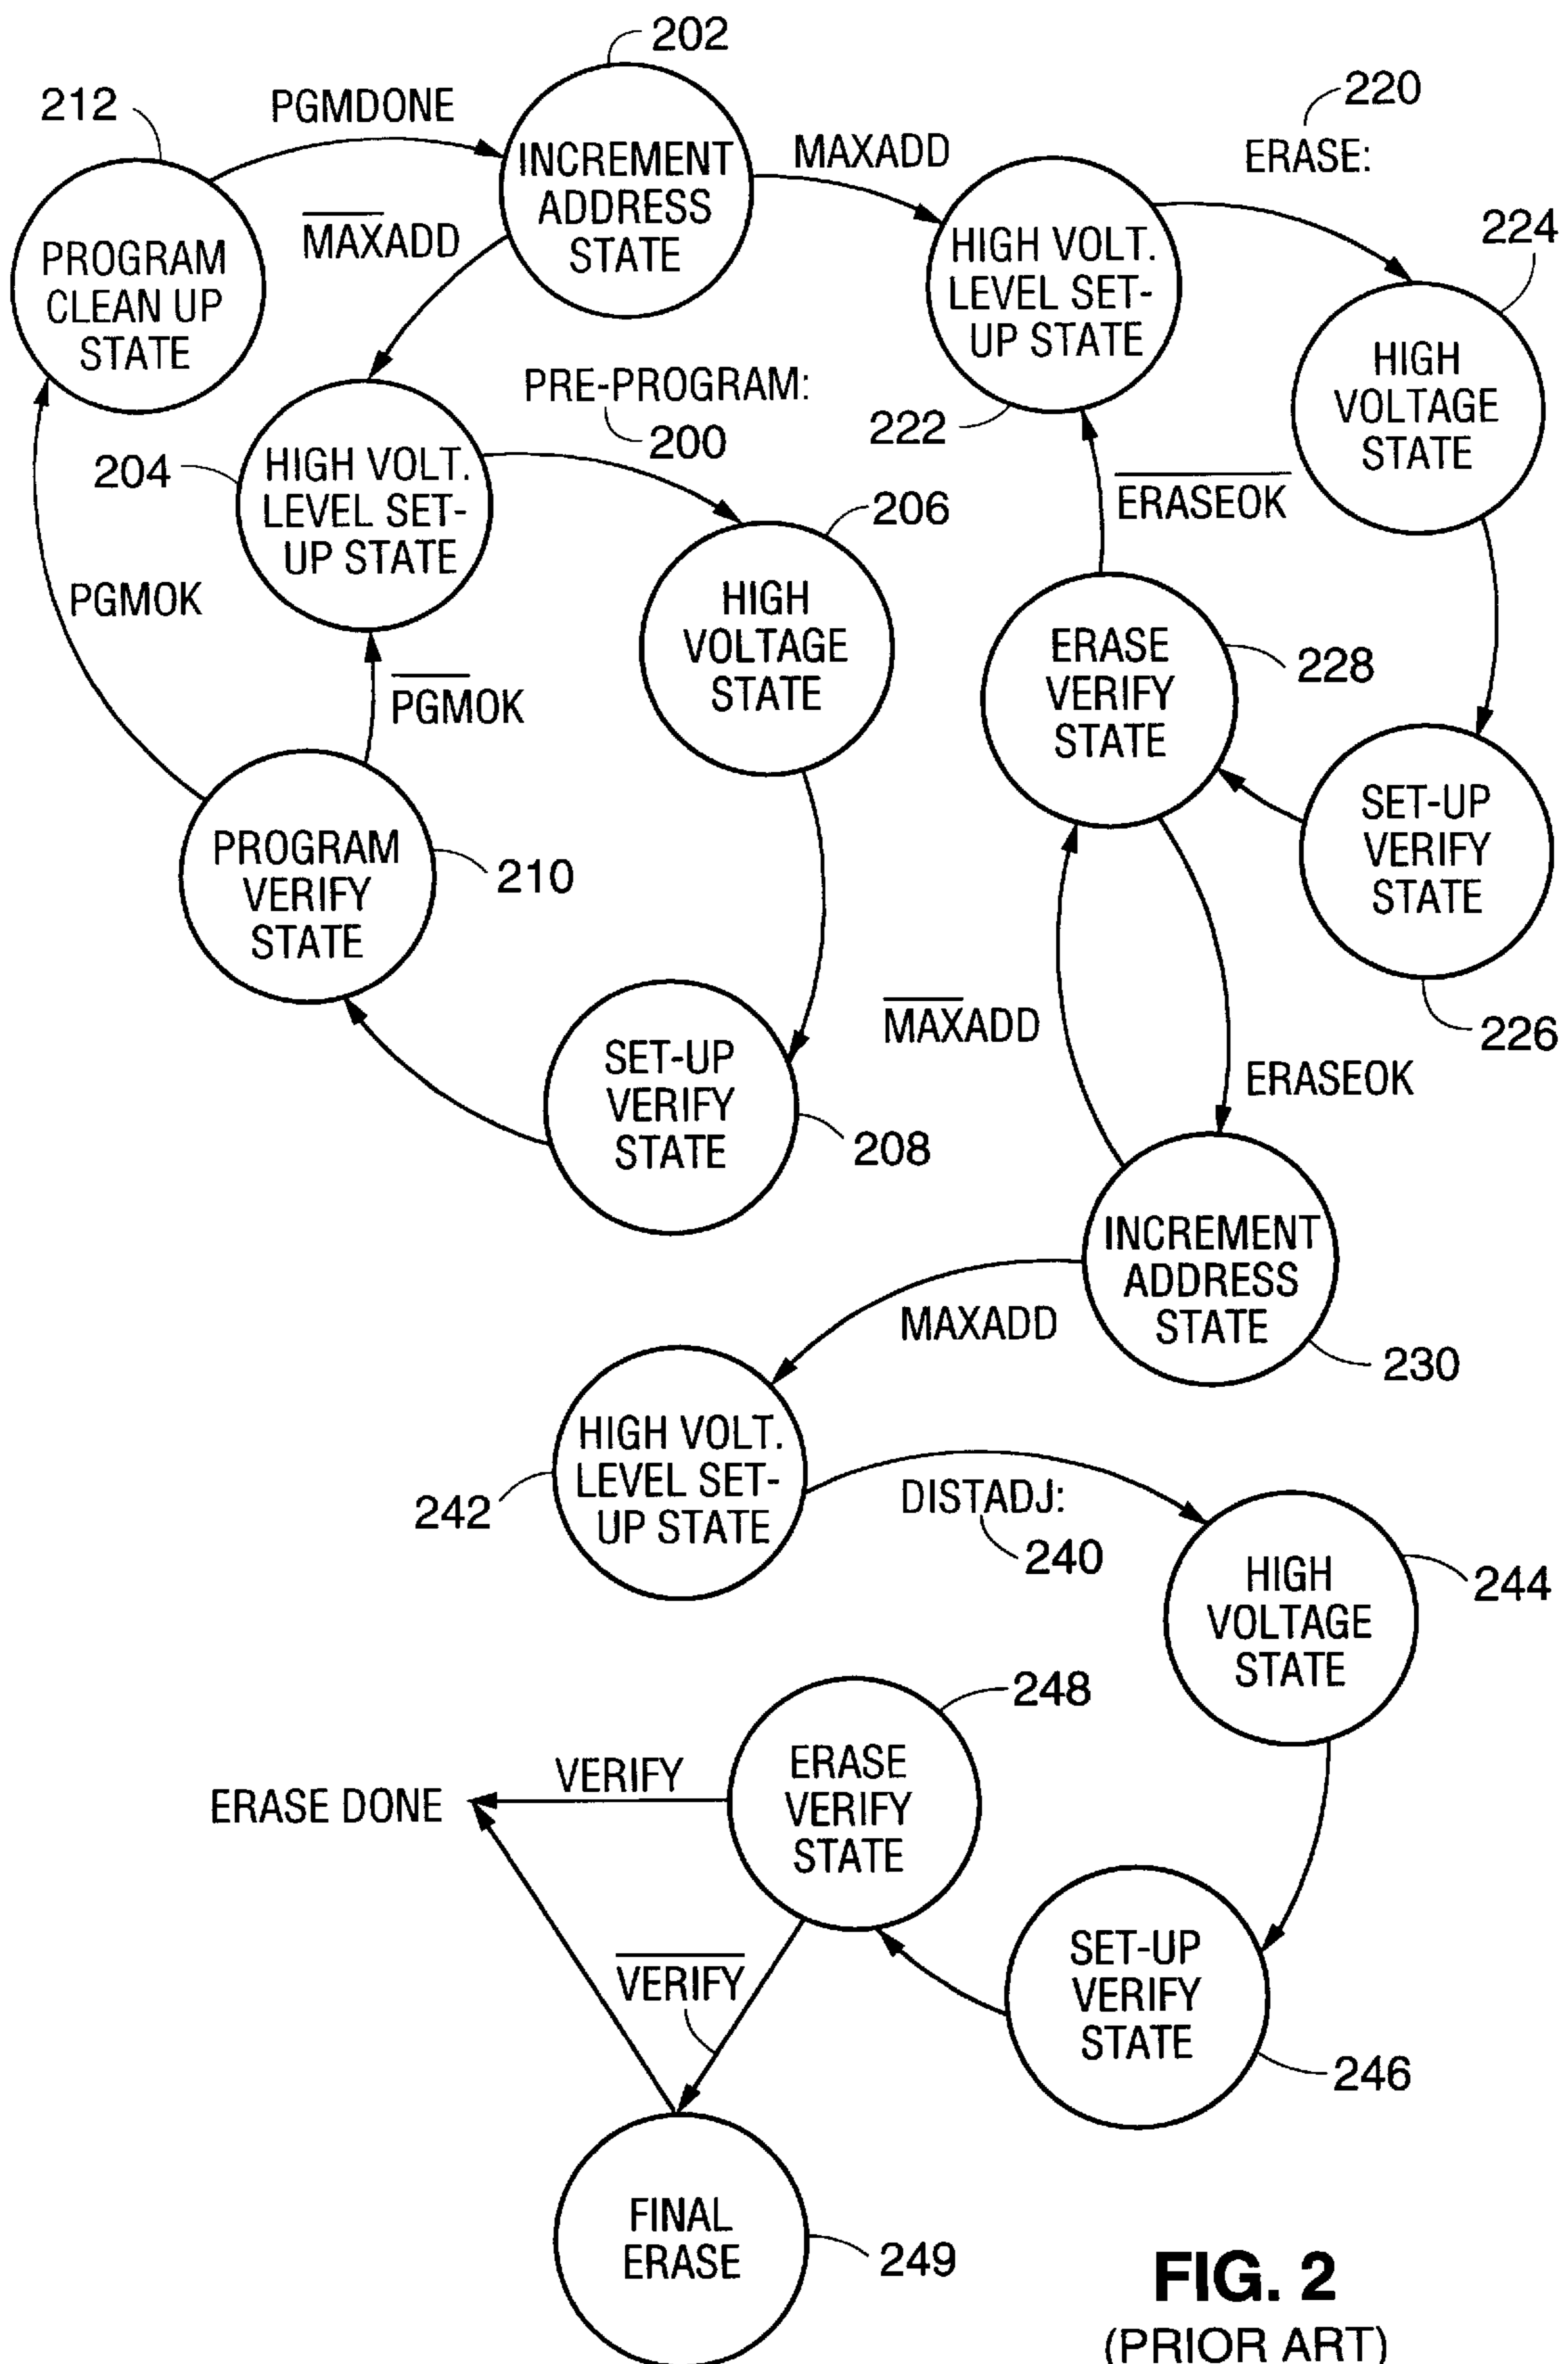 202
212
PGMDONE
220
ERASE:
INCREMENT
ADDRESS
STATE
MAXADD
MAXADD
PROGRAM
CLEAN UP
STATE
HIGH VOLT.
LEVEL SET-
UP STATE
224
HIGH
VOLTAGE
STATE
PRE-PROGRAM:
200
222
204
HIGH VOLT.
LEVEL SET-
UP STATE
206
ERASEOK
PGMOK
HIGH
VOLTAGE
STATE
ERASE
VERIFY
STATE
228
PGMOK
PROGRAM
VERIFY
STATE
210
SET-UP
VERIFY
STATE
226
MAXADD
ERASEOK
SET-UP
VERIFY
STATE
208
INCREMENT
ADDRESS
STATE
230
MAXADD
HIGH VOLT.
LEVEL SET-
UP STATE
242
DISTADJ:
240
HIGH
VOLTAGE
STATE
244
248
ERASE
VERIFY
STATE
VERIFY
ERASE DONE
VERIFY
SET-UP
VERIFY
STATE
246
FINAL
ERASE
249
FIG. 2
(PRIOR ART)